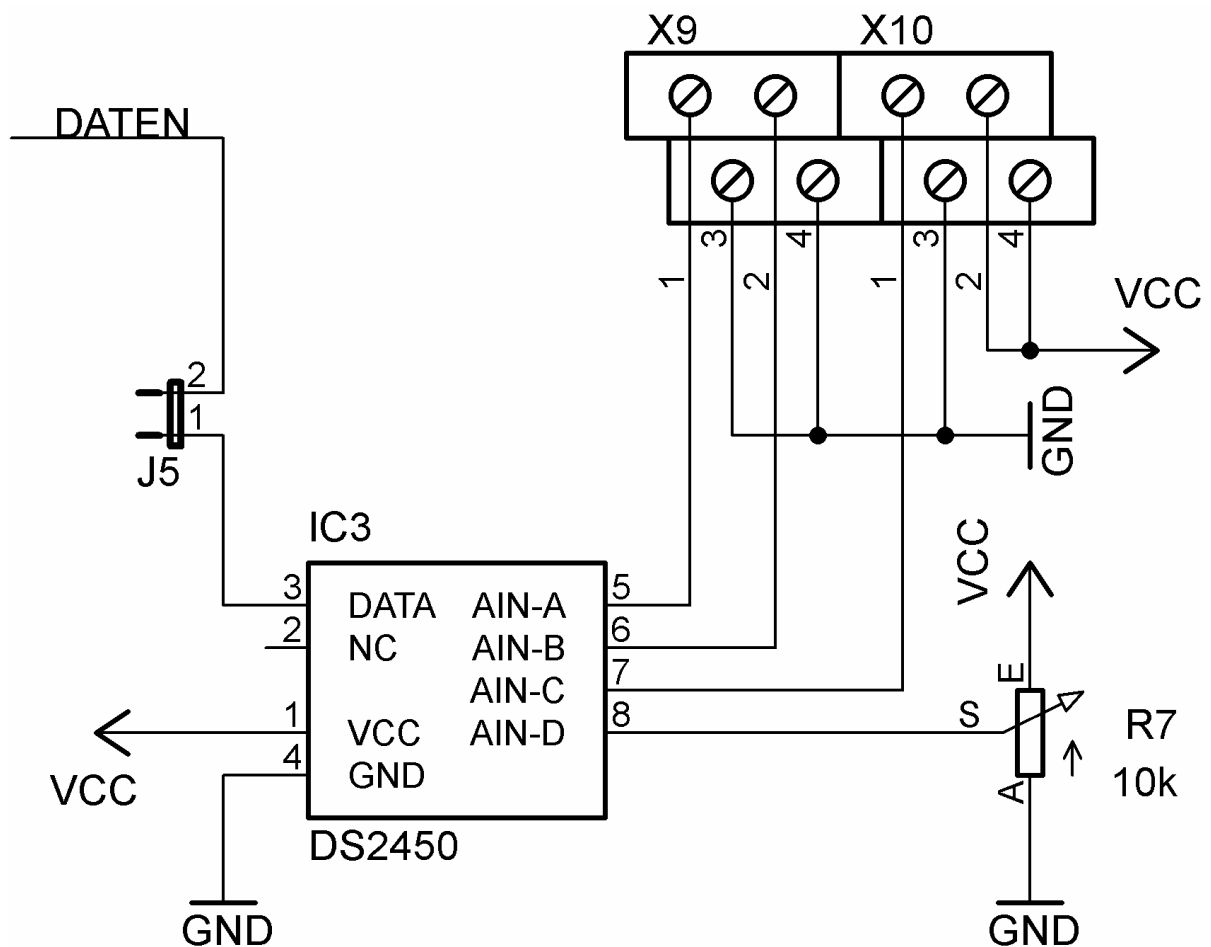 X9 X10
DATEN
3 4 3 4
1 2 1 2
VCC
2
1
J5
GND
IC3
VCC
3 DATA AIN-A 5
2 NC AIN-B 6
AIN-C 7
1 VCC AIN-D 8
4 GND
E
S
R7
A
10k
VCC
DS2450
GND
GND